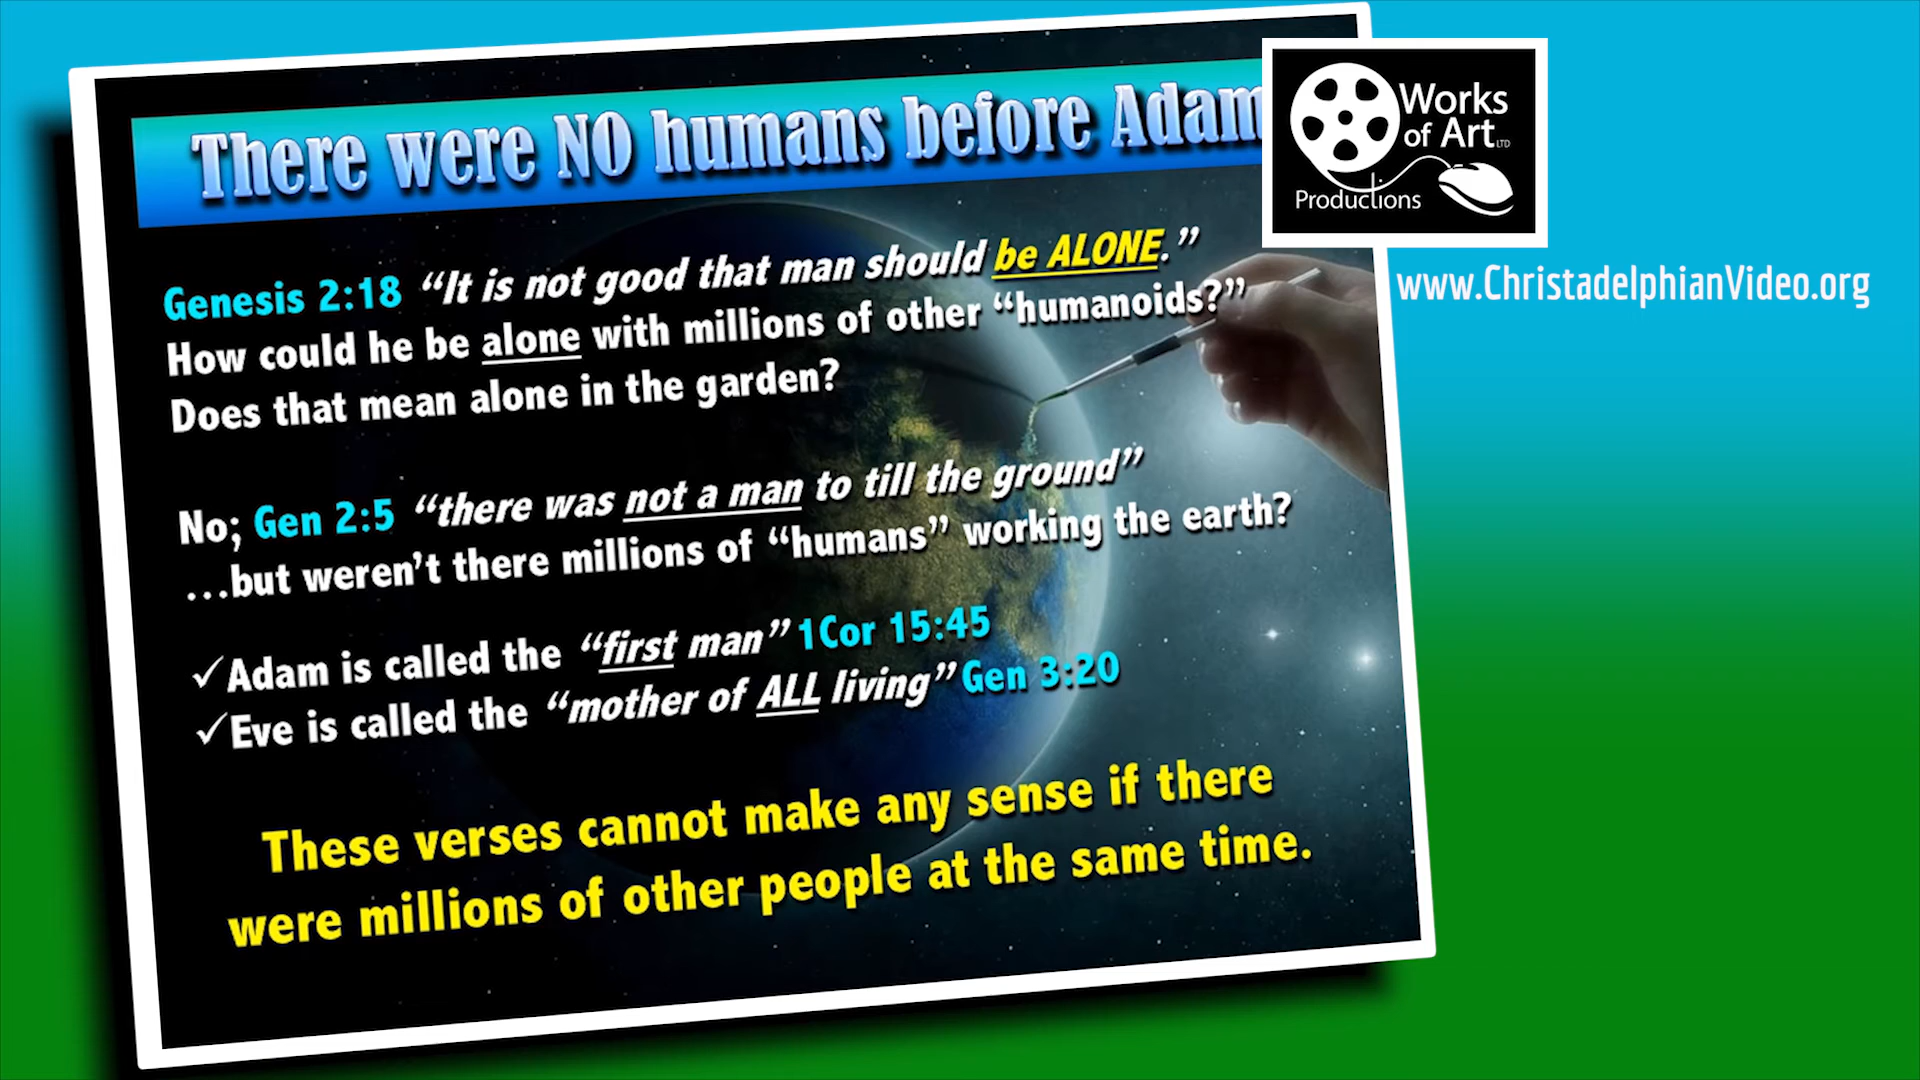 There were NO humans before Adam
Genesis 2:18 “It is not good that man should be ALONE.”
How could he be alone with millions of other “humanoids?”
Does that mean alone in the garden?
No; Gen 2:5 “there was not a man to till the ground”
...but weren’t there millions of “humans” working the earth?
✓Adam is called the “first man” 1Cor 15:45
✓Eve is called the “mother of ALL living” Gen 3:20
These verses cannot make any sense if there
were millions of other people at the same time.
Works
of Art LTD
Productions
www.ChristadelphianVideo.org